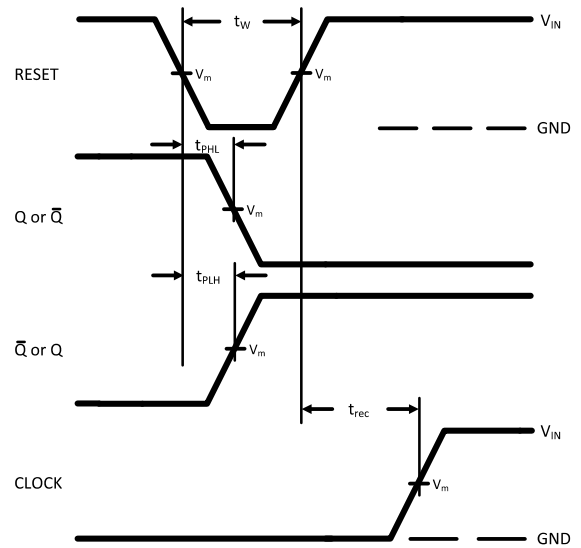 t_W
V_IN
RESET
V_m
V_m
GND
t_PHL
Q or Q̅
V_m
t_PLH
Q̅ or Q
V_m
t_rec
V_IN
CLOCK
V_m
GND